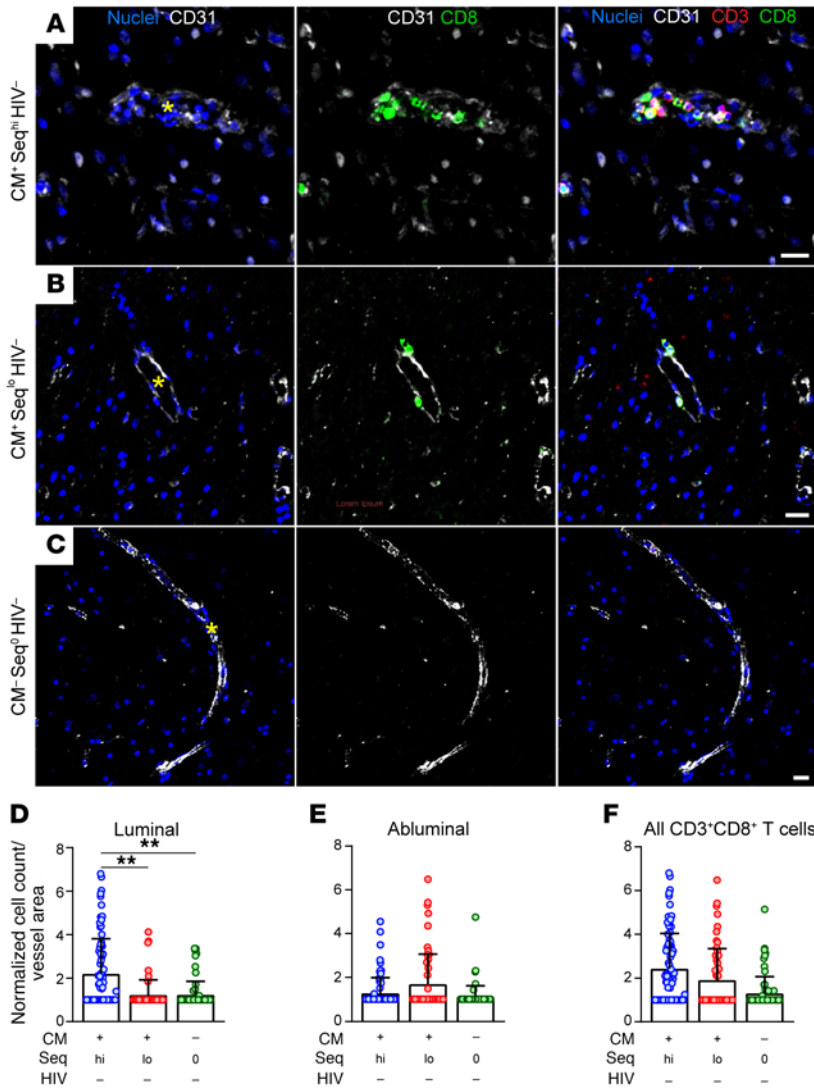 A
Nuclei CD31
CD31 CD8
Nuclei CD31 CD3 CD8
CM⁺ Seqʰⁱ HIV⁻
B
CM⁺ Seqˡᵒ HIV⁻
Lorem Ipsum
C
CM⁻ Seq⁰ HIV⁻
D
Luminal
E
Abluminal
F
All CD3⁺CD8⁺ T cells
Normalized cell count/
vessel area
8
6
4
2
0
**
**
6
4
2
0
8
6
4
2
0
CM + + −
Seq hi lo 0
HIV − − −
+ + −
hi lo 0
− − −
+ + −
hi lo 0
− − −